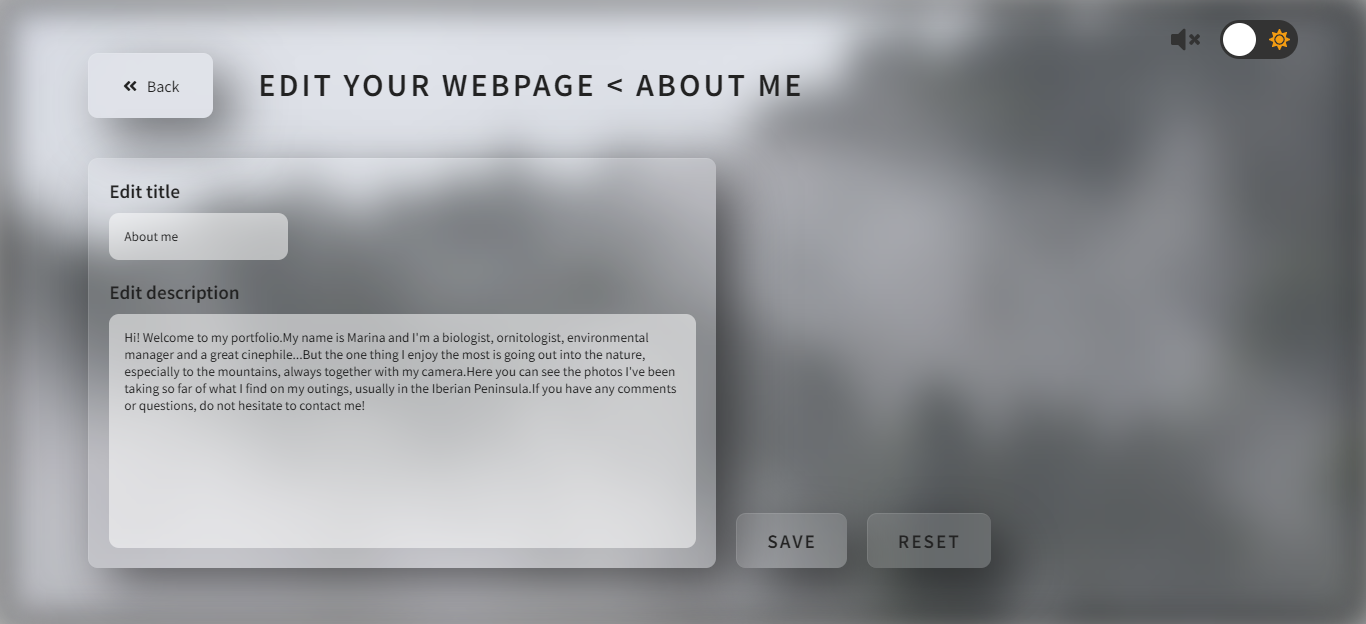 Back
EDIT YOUR WEBPAGE < ABOUT ME
Edit title
About me
Edit description
Hi! Welcome to my portfolio.My name is Marina and I'm a biologist, ornitologist, environmental
manager and a great cinephile...But the one thing I enjoy the most is going out into the nature,
especially to the mountains, always together with my camera.Here you can see the photos I've been
taking so far of what I find on my outings, usually in the Iberian Peninsula.If you have any comments
or questions, do not hesitate to contact me!
SAVE
RESET